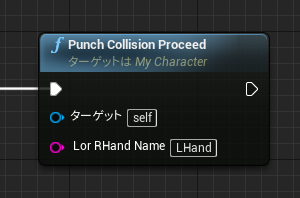 f Punch Collision Proceed
ターゲットは My Character
ターゲット self
Lor RHand Name LHand